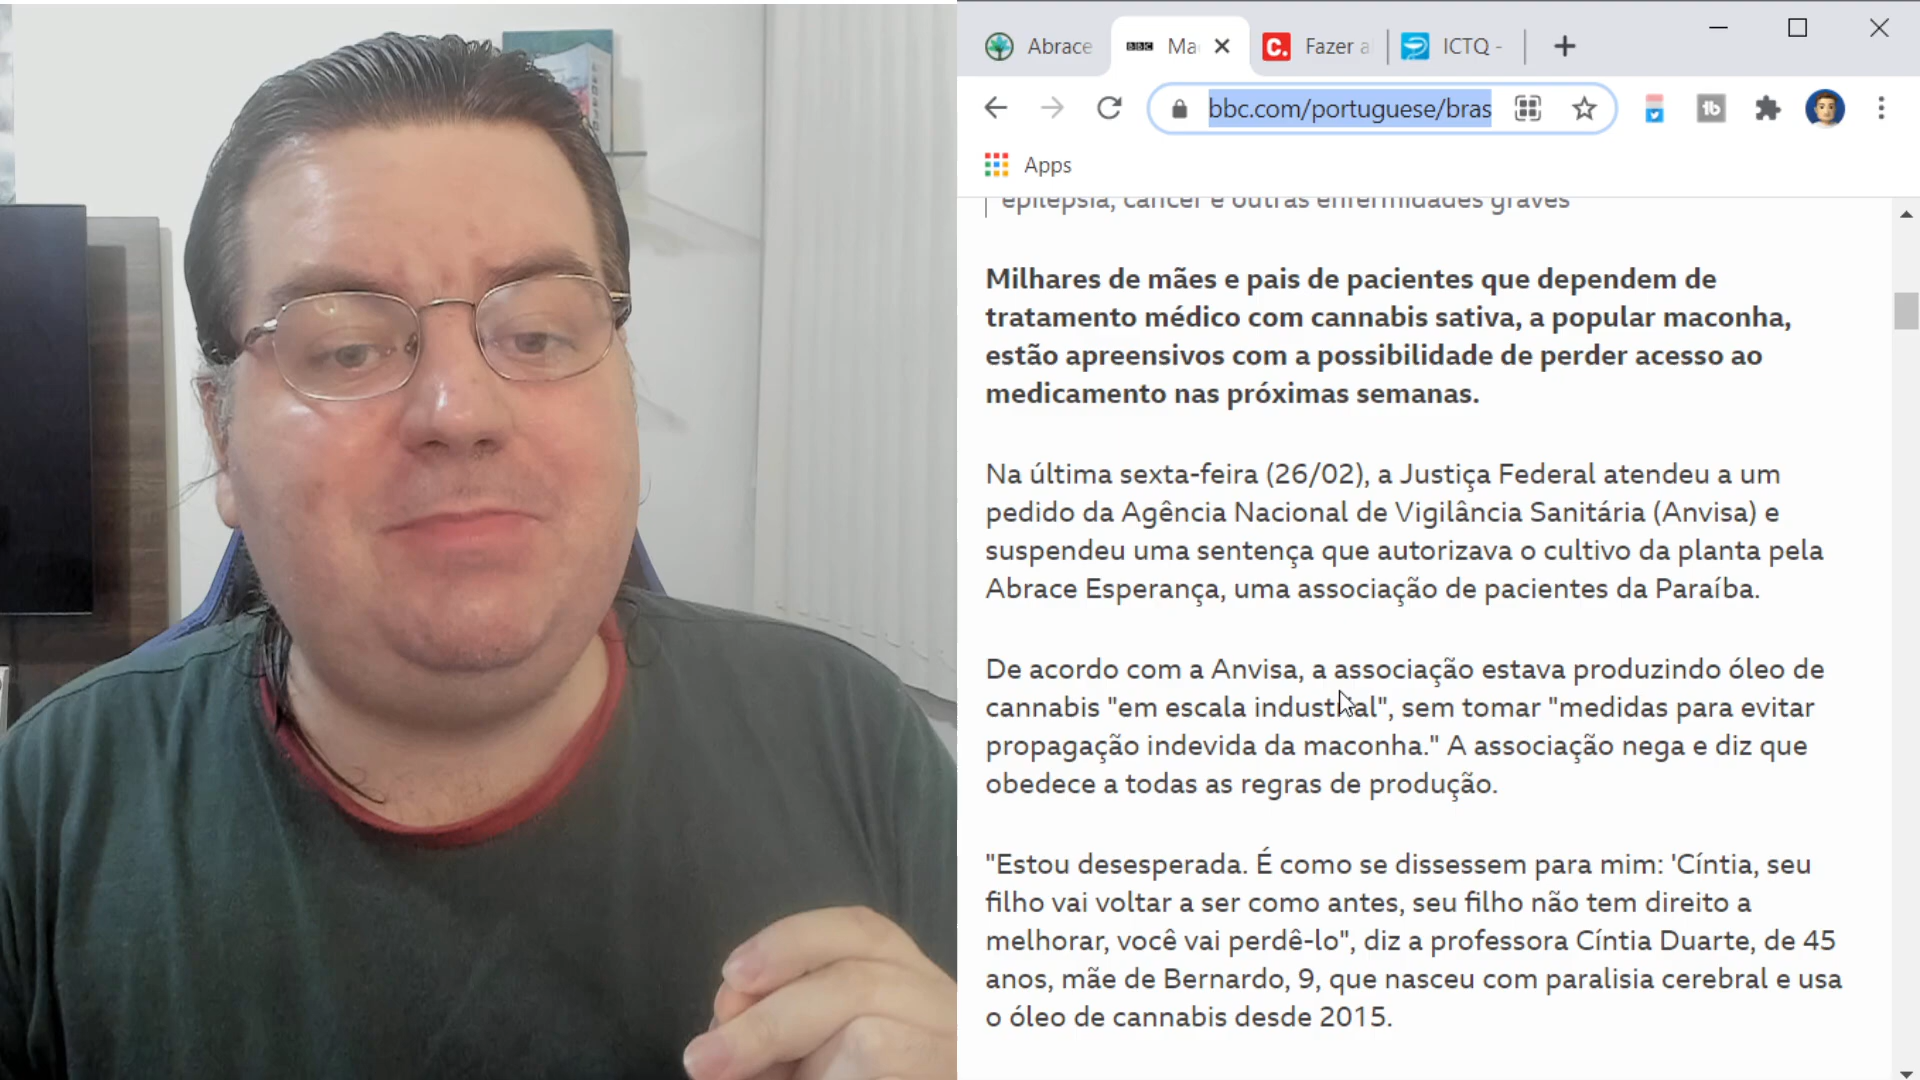 Abrace
BBC
Ma
Fazer a
ICTQ -
bbc.com/portuguese/bras
tb
Apps
epilepsia, câncer e outras enfermidades graves
Milhares de mães e pais de pacientes que dependem de
tratamento médico com cannabis sativa, a popular maconha,
estão apreensivos com a possibilidade de perder acesso ao
medicamento nas próximas semanas.
Na última sexta-feira (26/02), a Justiça Federal atendeu a um
pedido da Agência Nacional de Vigilância Sanitária (Anvisa) e
suspendeu uma sentença que autorizava o cultivo da planta pela
Abrace Esperança, uma associação de pacientes da Paraíba.
De acordo com a Anvisa, a associação estava produzindo óleo de
cannabis "em escala industrial", sem tomar "medidas para evitar
propagação indevida da maconha." A associação nega e diz que
obedece a todas as regras de produção.
"Estou desesperada. É como se dissessem para mim: 'Cíntia, seu
filho vai voltar a ser como antes, seu filho não tem direito a
melhorar, você vai perdê-lo", diz a professora Cíntia Duarte, de 45
anos, mãe de Bernardo, 9, que nasceu com paralisia cerebral e usa
o óleo de cannabis desde 2015.